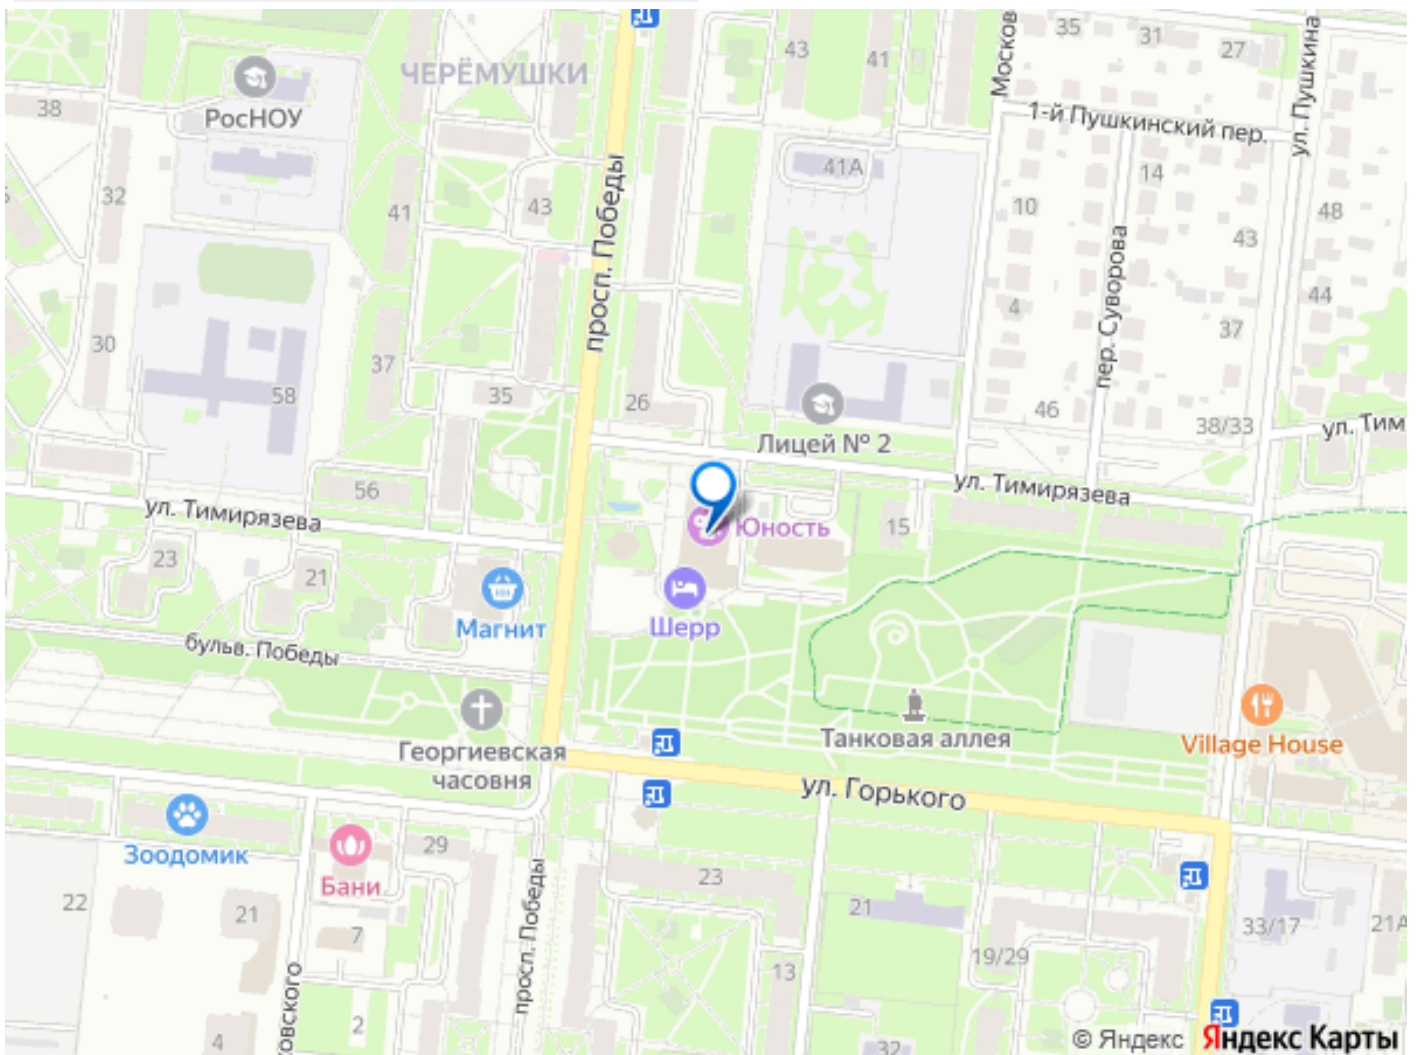 35
31
27
43
41
Москов
ул. Пушкина
ЧЕРЁМУШКИ
РосНОУ
38
1-й Пушкинский пер.
41А
14
32
41
43
просп. Победы
10
48
43
пер. Суворова
44
4
37
30
37
58
35
26
46
38/33
ул. Тим
Лицей № 2
ул. Тимирязева
56
ул. Тимирязева
Юность
15
23
21
Магнит
Шерр
бульв. Победы
Георгиевская
часовня
Танковая аллея
Village House
ул. Горького
Зоодомик
29
Бани
просп. Победы
23
22
21
21
33/17
21А
7
19/29
13
2
4
ковского
32
© Яндекс Яндекс Карты